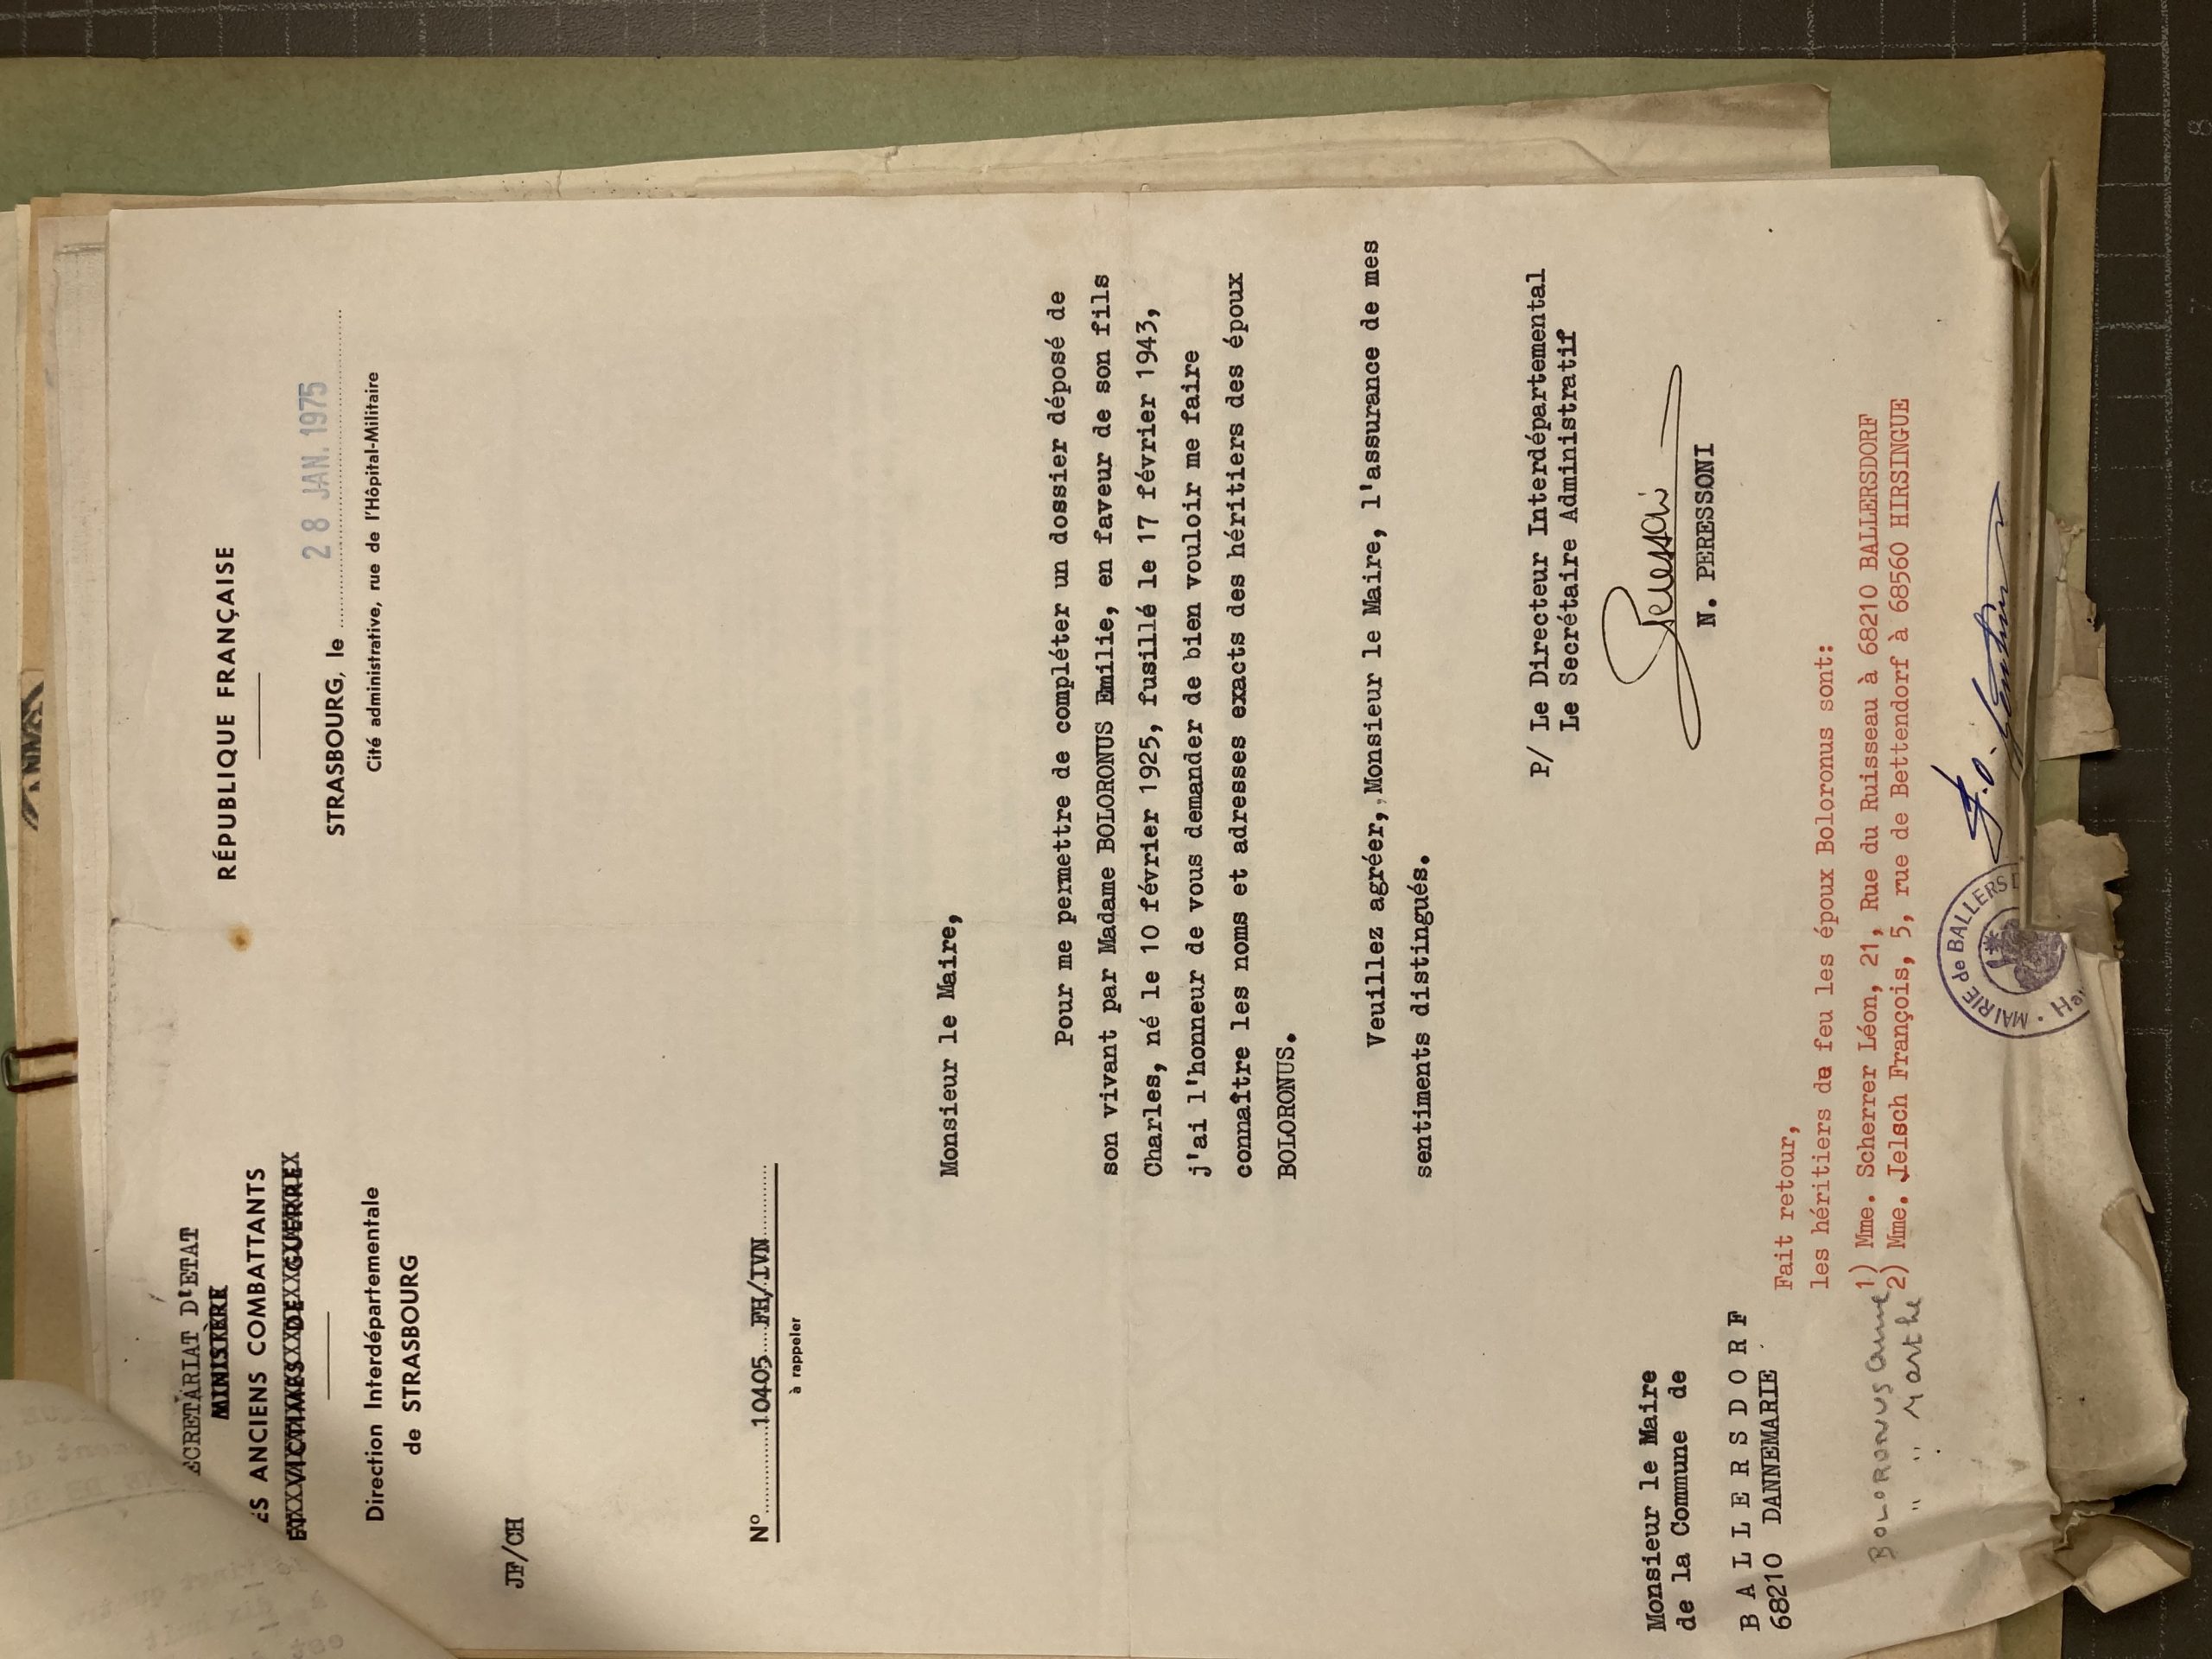 ECRETARIAT D'ETAT
MINISTÈRE
ES ANCIENS COMBATTANTS
ET VICTIMES DE GUERRE
Direction Interdépartementale
de STRASBOURG
RÉPUBLIQUE FRANÇAISE
STRASBOURG, le 28 JAN. 1975
Cité administrative, rue de l'Hôpital-Militaire
JF/CH
N° 10405 FH/IVN
à rappeler
Monsieur le Maire,
Pour me permettre de compléter un dossier déposé de
son vivant par Madame BOLORONUS Emilie, en faveur de son fils
Charles, né le 10 février 1925, fusillé le 17 février 1943,
j'ai l'honneur de vous demander de bien vouloir me faire
connaître les noms et adresses exacts des héritiers des époux
BOLORONUS.
Veuillez agréer, Monsieur le Maire, l'assurance de mes
sentiments distingués.
P/ Le Directeur Interdépartemental
Le Secrétaire Administratif
Peressoni
N. PERESSONI
Monsieur le Maire
de la Commune de
B A L L E R S D O R F
68210 DANNEMARIE
Fait retour,
les héritiers de feu les époux Boloronus sont:
BOLORONUS Anne 1) Mme. Scherrer Léon, 21, Rue du Ruisseau à 68210 BALLERSDORF
" " Marthe 2) Mme. Jelsch François, 5, rue de Bettendorf à 68560 HIRSINGUE
MAIRIE de BALLERSD